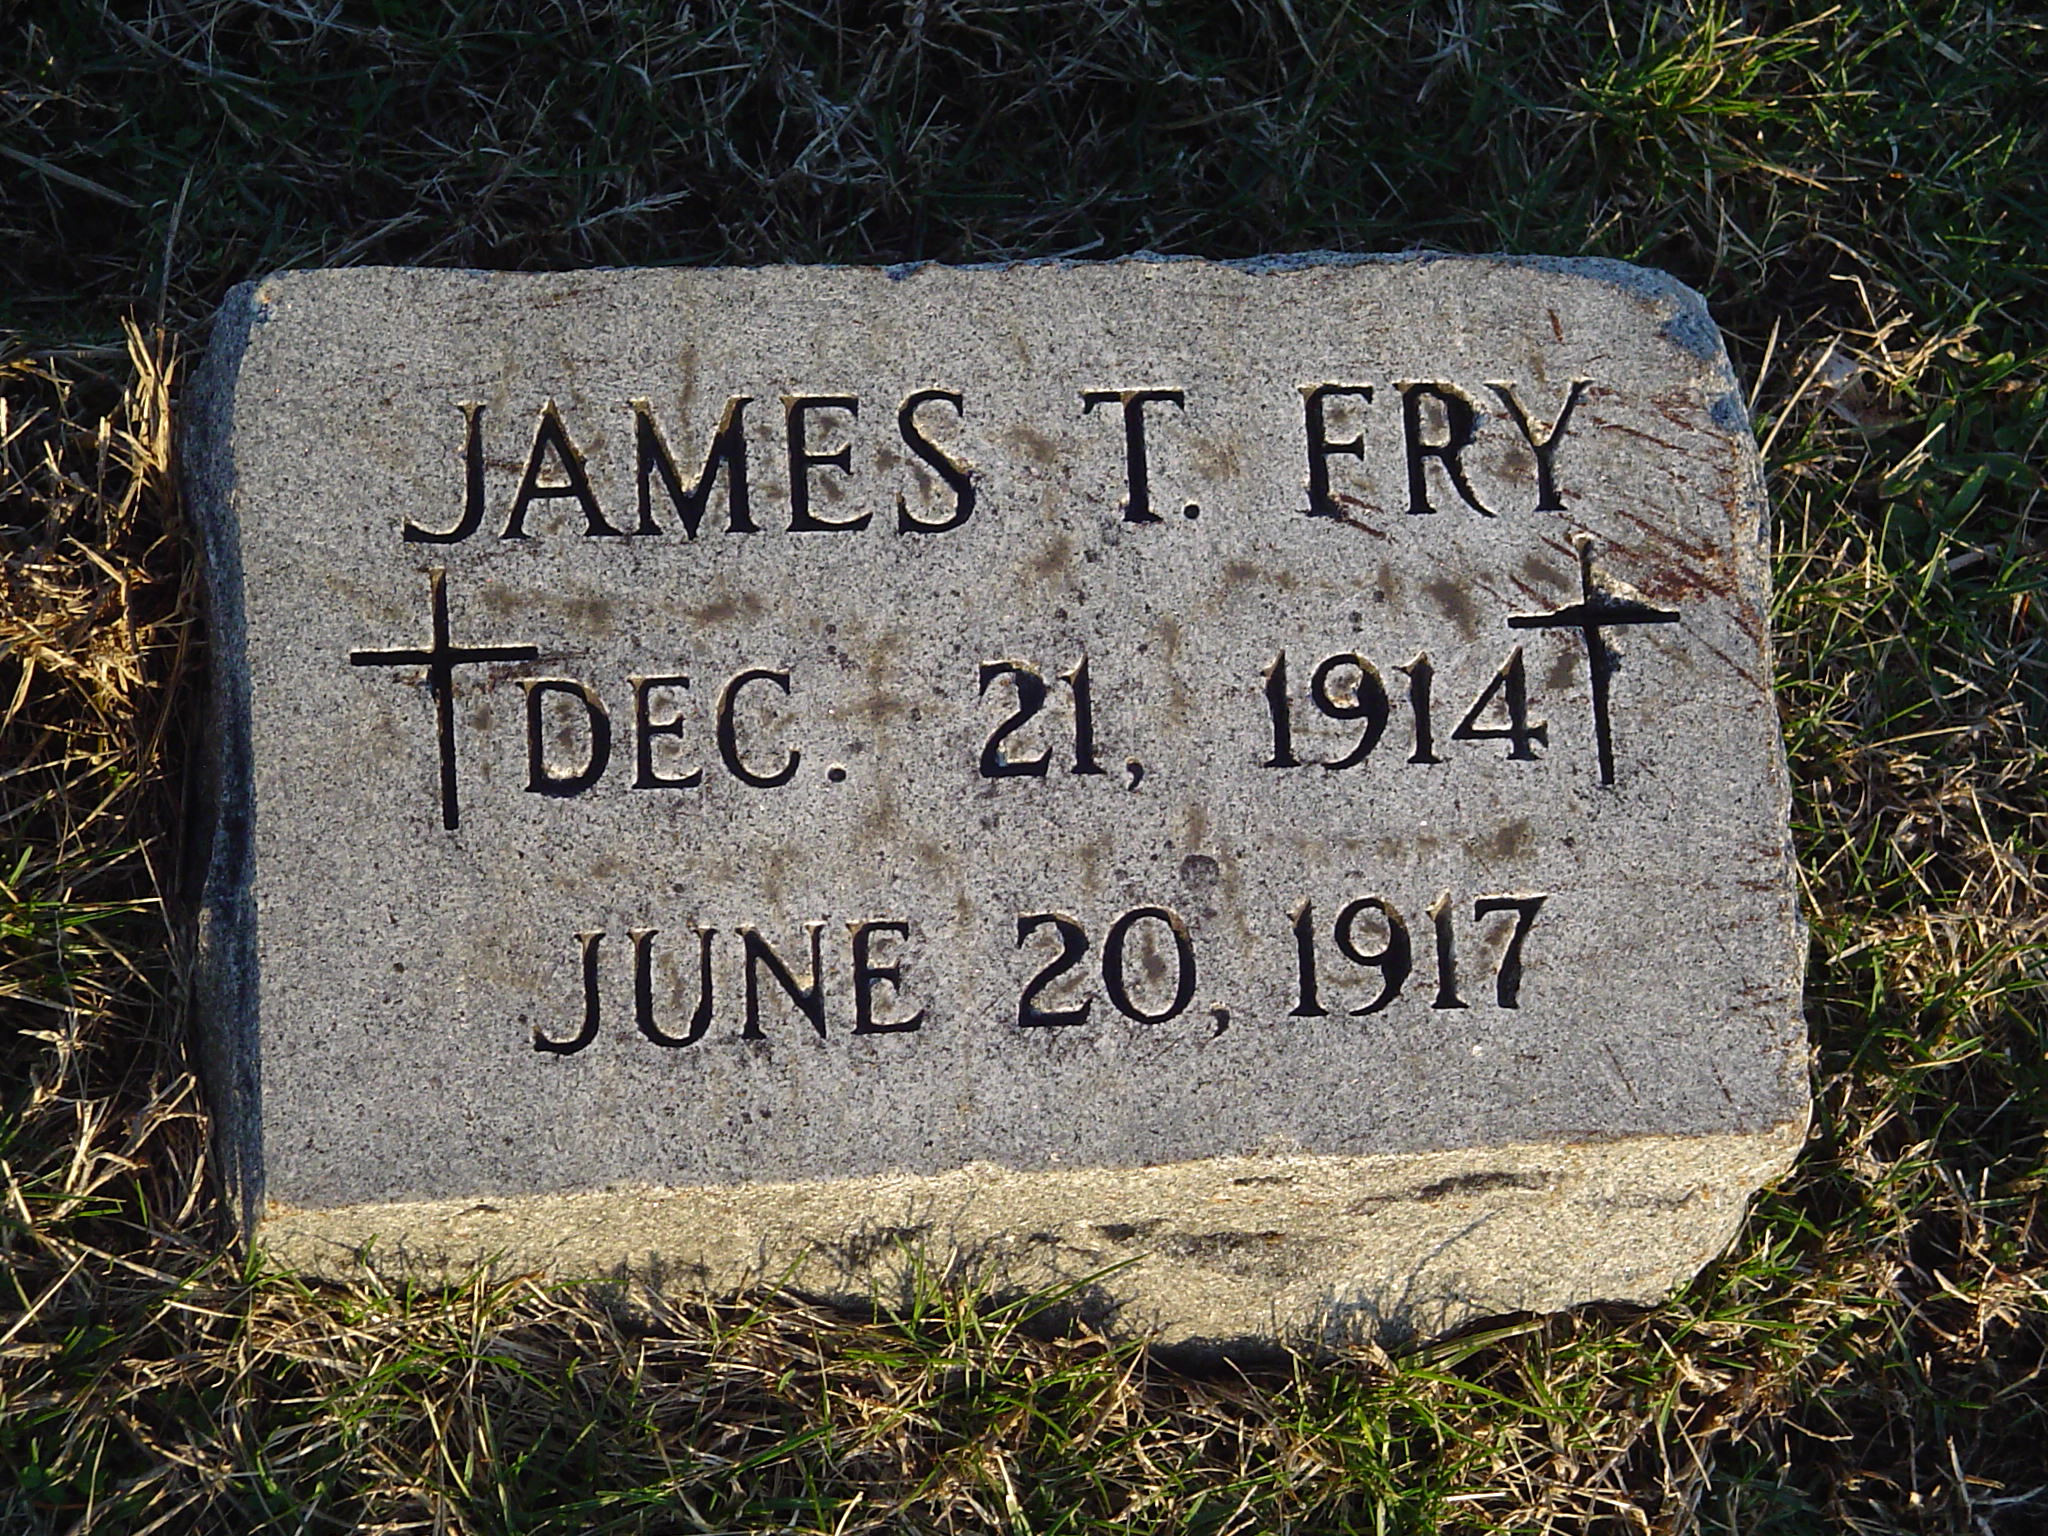 JAMES T. FRY
DEC. 21, 1914
JUNE 20, 1917